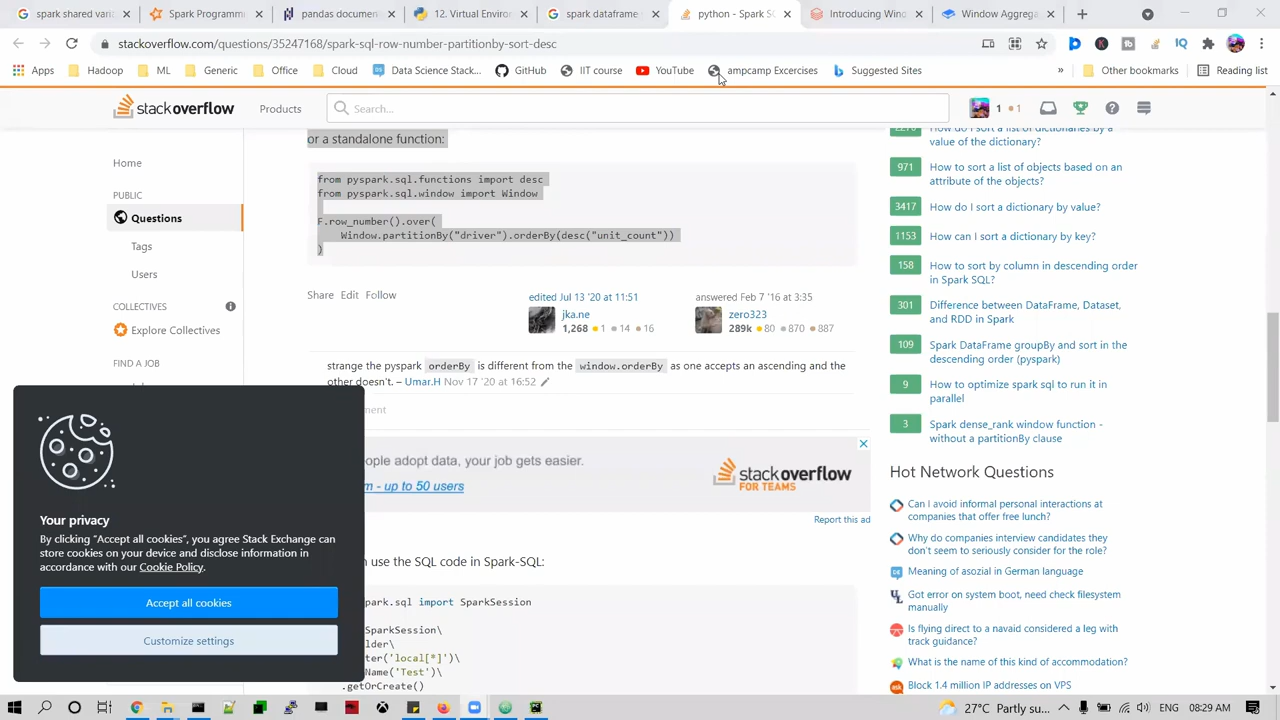 spark shared variab
Spark Programmi
pandas document
12. Virtual Environ
spark dataframe
python - Spark SQ
Introducing Wind
Window Aggrega
stackoverflow.com/questions/35247168/spark-sql-row-number-partitionby-sort-desc
Apps
Hadoop
ML
Generic
Office
Cloud
Data Science Stack...
GitHub
IIT course
YouTube
ampcamp Excercises
Suggested Sites
»
Other bookmarks
Reading list
stackoverflow
Products
Search...
1 • 1
Home
PUBLIC
Questions
Tags
Users
COLLECTIVES
Explore Collectives
FIND A JOB
or a standalone function:
from pyspark.sql.functions import desc
from pyspark.sql.window import Window
F.row_number().over(
Window.partitionBy("driver").orderBy(desc("unit_count"))
)
Share Edit Follow
edited Jul 13 '20 at 11:51
jka.ne
1,268 1 14 16
answered Feb 7 '16 at 3:35
zero323
289k 80 870 887
strange the pyspark orderBy is different from the window.orderBy as one accepts an ascending and the
other doesn't. – Umar.H Nov 17 '20 at 16:52
ment
ople adopt data, your job gets easier.
m - up to 50 users
stackoverflow
FOR TEAMS
Report this ad
use the SQL code in Spark-SQL:
park.sql import SparkSession
SparkSession\
lder\
ter('local[*]')\
Name('Test')\
.getOrCreate()
How do I sort a list of dictionaries by a
value of the dictionary?
971
How to sort a list of objects based on an
attribute of the objects?
3417
How do I sort a dictionary by value?
1153
How can I sort a dictionary by key?
158
How to sort by column in descending order
in Spark SQL?
301
Difference between DataFrame, Dataset,
and RDD in Spark
109
Spark DataFrame groupBy and sort in the
descending order (pyspark)
9
How to optimize spark sql to run it in
parallel
3
Spark dense_rank window function -
without a partitionBy clause
Hot Network Questions
Can I avoid informal personal interactions at
companies that offer free lunch?
Why do companies interview candidates they
don't seem to seriously consider for the role?
Meaning of asozial in German language
Got error on system boot, need check filesystem
manually
Is flying direct to a navaid considered a leg with
track guidance?
What is the name of this kind of accommodation?
Block 1.4 million IP addresses on VPS
Your privacy
By clicking "Accept all cookies", you agree Stack Exchange can
store cookies on your device and disclose information in
accordance with our Cookie Policy.
Accept all cookies
Customize settings
27°C Partly su...
ENG
08:29 AM